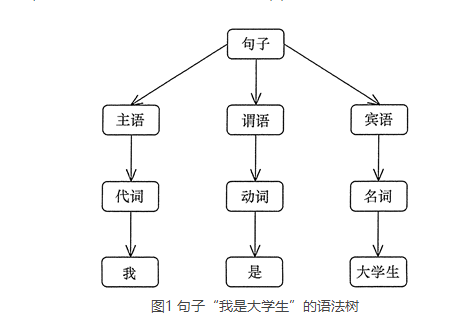 句子
主语 谓语 宾语
代词 动词 名词
我 是 大学生
图1 句子“我是大学生”的语法树